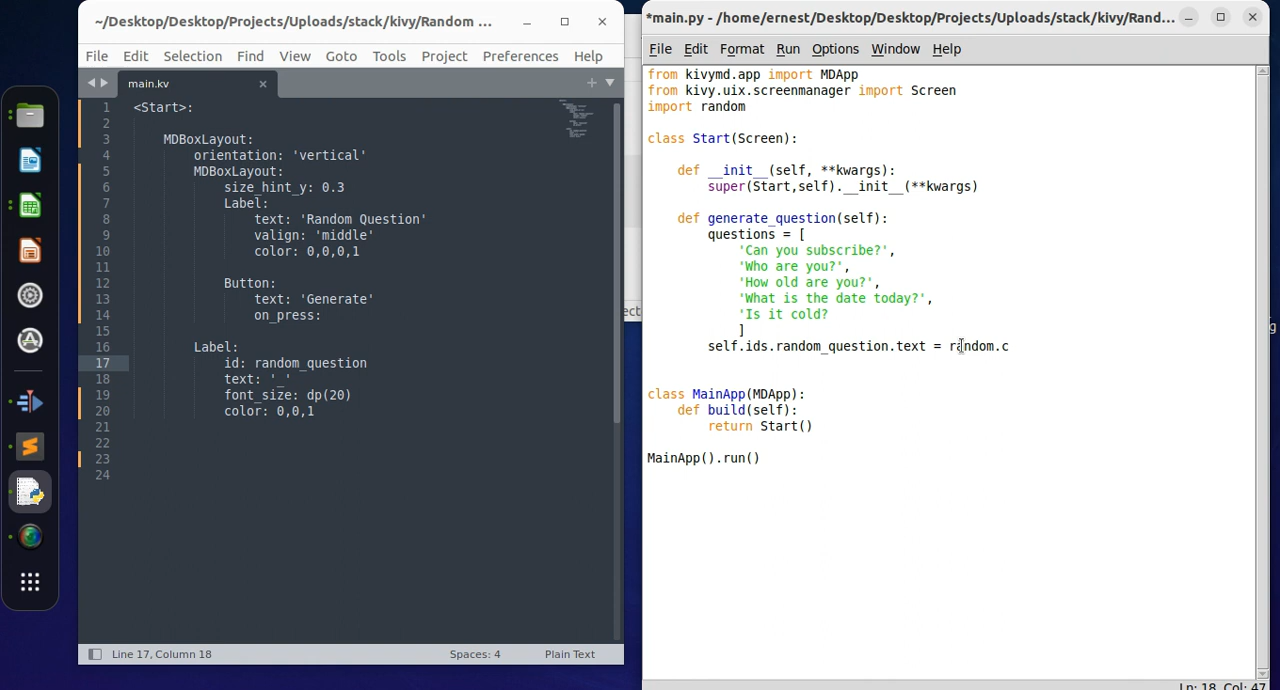 ~/Desktop/Desktop/Projects/Uploads/stack/kivy/Random ...
File Edit Selection Find View Goto Tools Project Preferences Help
main.kv
1 <Start>:
2
3 MDBoxLayout:
4 orientation: 'vertical'
5 MDBoxLayout:
6 size_hint_y: 0.3
7 Label:
8 text: 'Random Question'
9 valign: 'middle'
10 color: 0,0,0,1
11
12 Button:
13 text: 'Generate'
14 on_press:
15
16 Label:
17 id: random_question
18 text: '_'
19 font_size: dp(20)
20 color: 0,0,1
21
22
23
24
Line 17, Column 18 Spaces: 4 Plain Text
ect
*main.py - /home/ernest/Desktop/Desktop/Projects/Uploads/stack/kivy/Rand...
File Edit Format Run Options Window Help
from kivymd.app import MDApp
from kivy.uix.screenmanager import Screen
import random
class Start(Screen):
def __init__(self, **kwargs):
super(Start,self).__init__(**kwargs)
def generate_question(self):
questions = [
'Can you subscribe?',
'Who are you?',
'How old are you?',
'What is the date today?',
'Is it cold?
]
self.ids.random_question.text = random.c
class MainApp(MDApp):
def build(self):
return Start()
MainApp().run()
Ln: 18 Col: 47
g